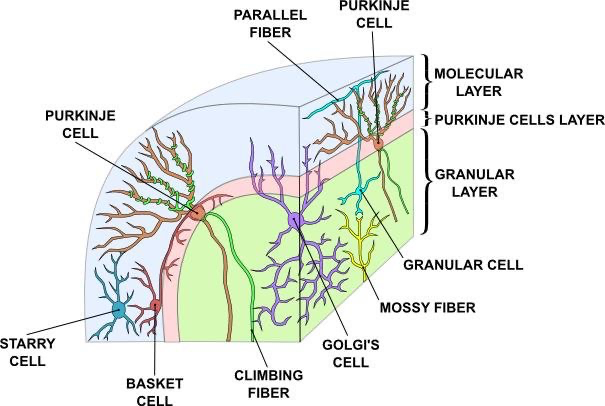 PARALLEL
FIBER
PURKINJE
CELL
MOLECULAR
LAYER
PURKINJE CELLS LAYER
GRANULAR
LAYER
PURKINJE
CELL
GRANULAR CELL
MOSSY FIBER
GOLGI'S
CELL
CLIMBING
FIBER
BASKET
CELL
STARRY
CELL